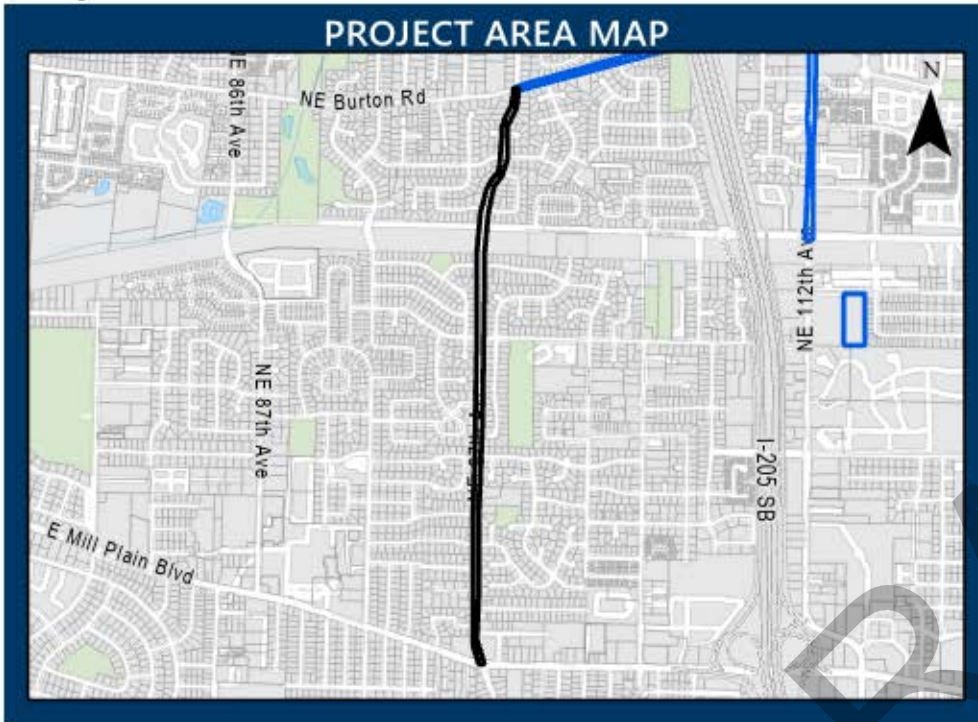 PROJECT AREA MAP
N
NE Burton Rd
NE 86th Ave
NE 112th A
NE 87th Ave
I-205 SB
E Mill Plain Blvd